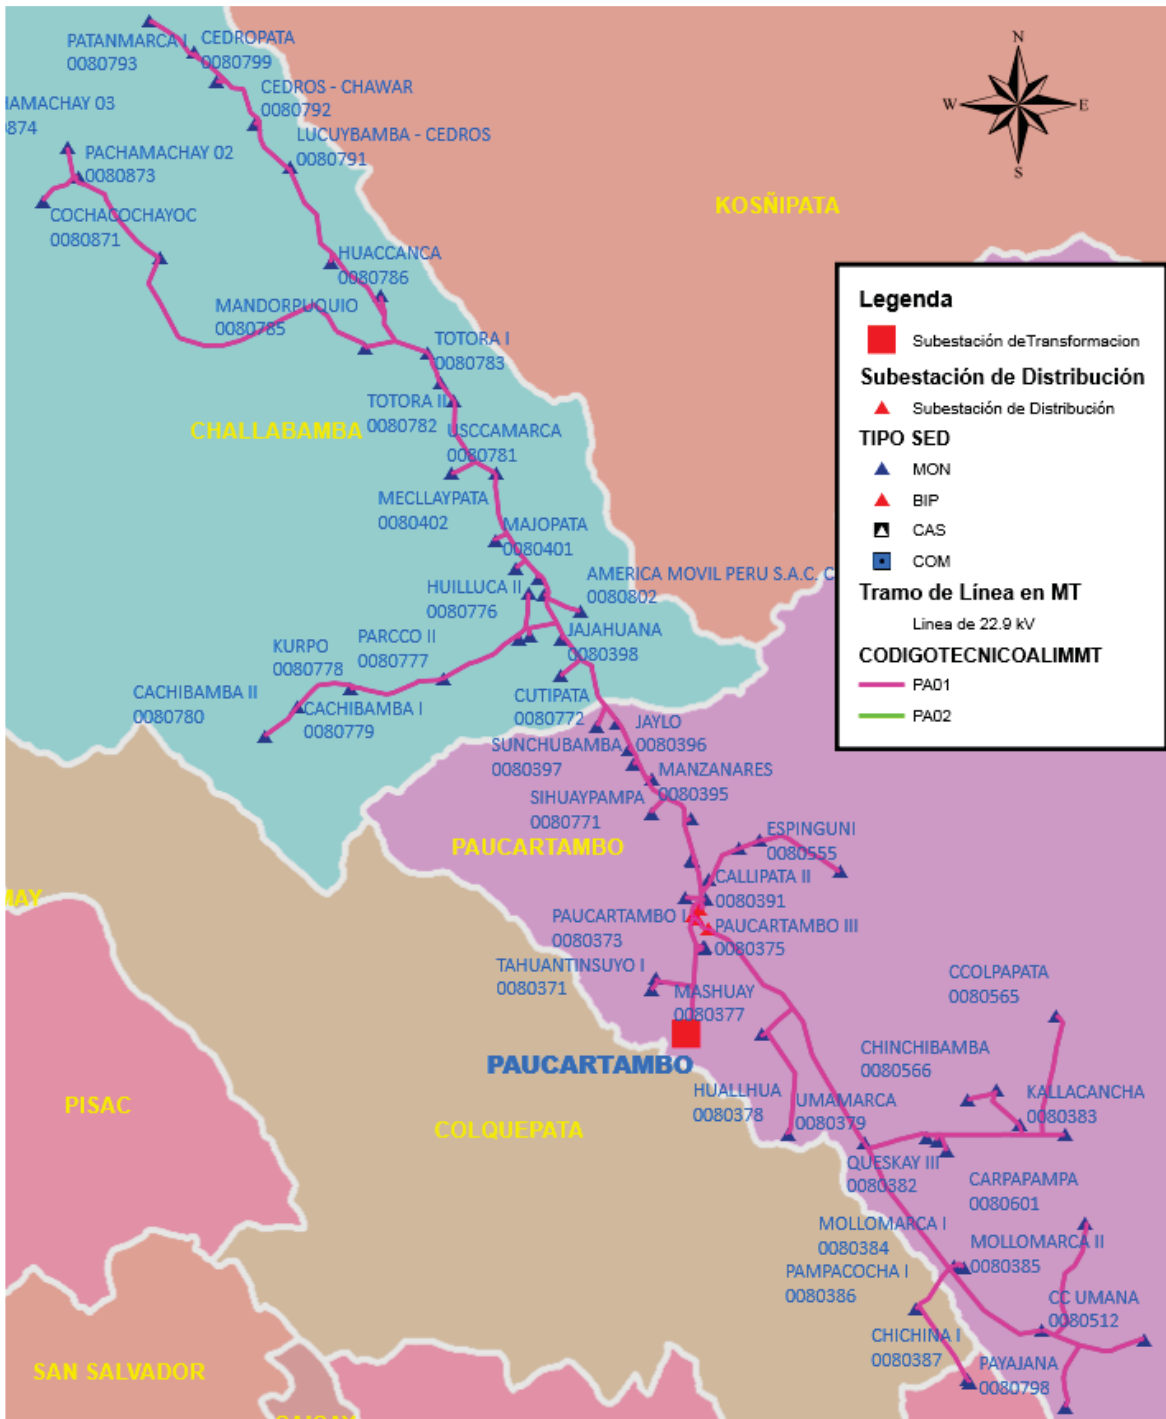 PATANMARCA I
0080793
CEDROPATA
0080799
CEDROS - CHAWAR
0080792
LUCUYBAMBA - CEDROS
0080791
HAMACHAY 03
874
PACHAMACHAY 02
0080873
COCHACOCHAYOC
0080871
HUACCANCA
0080786
MANDORPUQUIO
0080785
TOTORA I
0080783
TOTORA II
0080782
CHALLABAMBA
USCCAMARCA
0080781
MECLLAYPATA
0080402
MAJOPATA
0080401
AMERICA MOVIL PERU S.A.C. C
0080802
HUILLUCA II
0080776
JAJAHUANA
0080398
PARCCO II
0080777
KURPO
0080778
CACHIBAMBA II
0080780
CACHIBAMBA I
0080779
CUTIPATA
0080772
JAYLO
0080396
SUNCHUBAMBA
0080397
MANZANARES
0080395
SIHUAYPAMPA
0080771
PAUCARTAMBO
ESPINGUNI
0080555
CALLIPATA II
0080391
PAUCARTAMBO I
0080373
PAUCARTAMBO III
0080375
TAHUANTINSUYO I
0080371
MASHUAY
0080377
CCOLPAPATA
0080565
PAUCARTAMBO
CHINCHIBAMBA
0080566
HUALLHUA
0080378
UMAMARCA
0080379
KALLACANCHA
0080383
QUESKAY III
0080382
CARPAPAMPA
0080601
MOLLOMARCA I
0080384
MOLLOMARCA II
0080385
PAMPACOCHA I
0080386
CC UMANA
0080512
CHICHINA I
0080387
PAYAJANA
0080798
MAY
PISAC
COLQUEPATA
SAN SALVADOR
KOSÑIPATA
N
W
E
S
Legenda
Subestación deTransformacion
Subestación de Distribución
Subestación de Distribución
TIPO SED
MON
BIP
CAS
COM
Tramo de Línea en MT
Linea de 22.9 kV
CODIGOTECNICOALIMMT
PA01
PA02